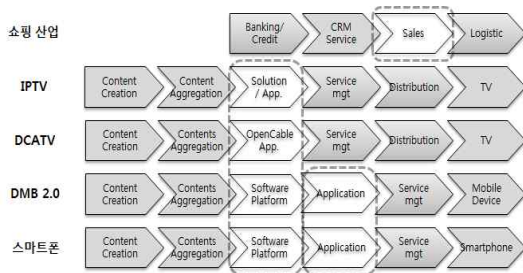 쇼핑 산업
Banking/
Credit
CRM
Service
Sales
Logistic
IPTV
Content
Creation
Content
Aggregation
Solution
/ App.
Service
mgt
Distribution
TV
DCATV
Content
Creation
Contents
Aggregation
OpenCable
App.
Service
mgt
Distribution
TV
DMB 2.0
Content
Creation
Contents
Aggregation
Software
Platform
Application
Service
mgt
Mobile
Device
스마트폰
Content
Creation
Contents
Aggregation
Software
Platform
Application
Service
mgt
Smartphone